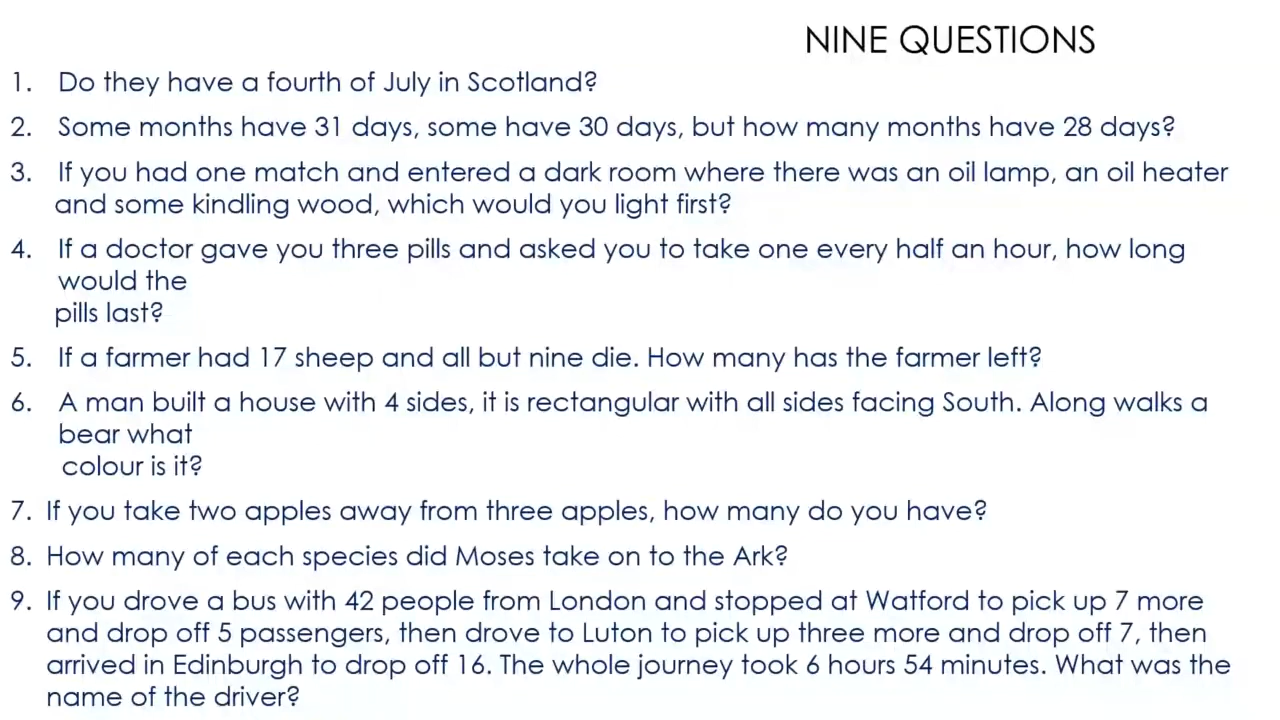 NINE QUESTIONS
1. Do they have a fourth of July in Scotland?
2. Some months have 31 days, some have 30 days, but how many months have 28 days?
3. If you had one match and entered a dark room where there was an oil lamp, an oil heater
and some kindling wood, which would you light first?
4. If a doctor gave you three pills and asked you to take one every half an hour, how long
would the
pills last?
5. If a farmer had 17 sheep and all but nine die. How many has the farmer left?
6. A man built a house with 4 sides, it is rectangular with all sides facing South. Along walks a
bear what
colour is it?
7. If you take two apples away from three apples, how many do you have?
8. How many of each species did Moses take on to the Ark?
9. If you drove a bus with 42 people from London and stopped at Watford to pick up 7 more
and drop off 5 passengers, then drove to Luton to pick up three more and drop off 7, then
arrived in Edinburgh to drop off 16. The whole journey took 6 hours 54 minutes. What was the
name of the driver?